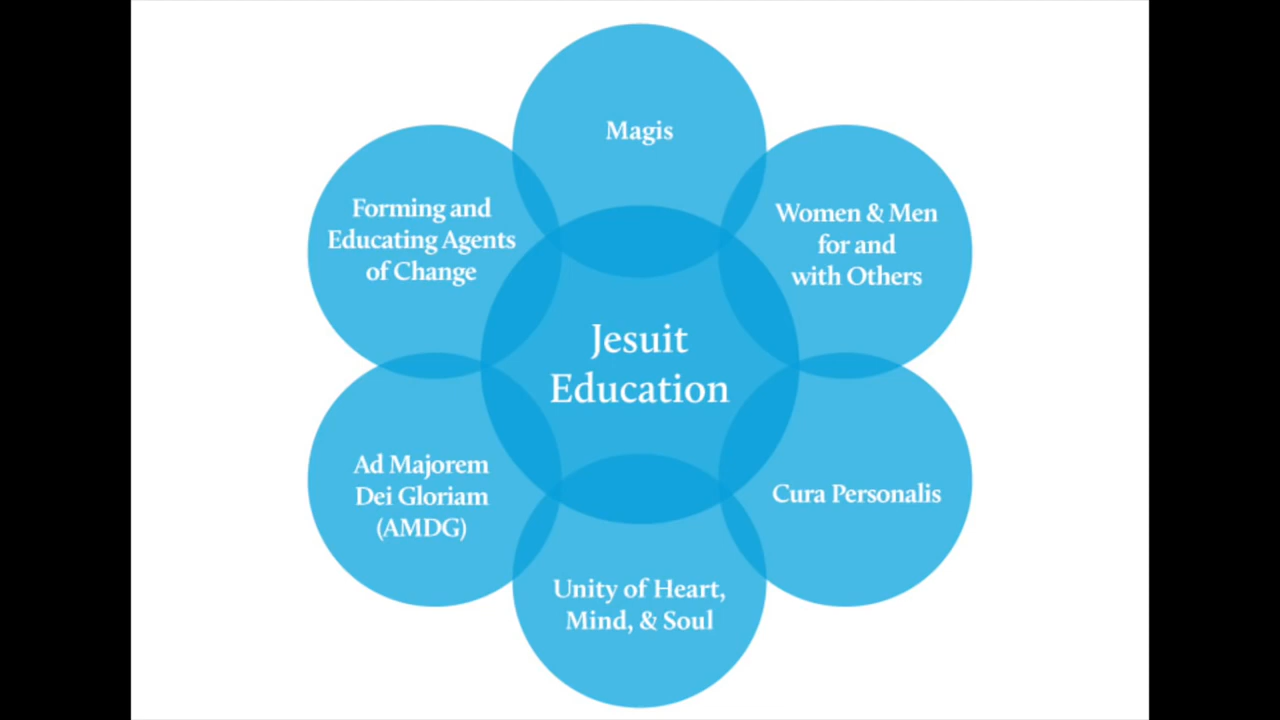 Magis
Forming and
Educating Agents
of Change
Women & Men
for and
with Others
Jesuit
Education
Ad Majorem
Dei Gloriam
(AMDG)
Cura Personalis
Unity of Heart,
Mind, & Soul